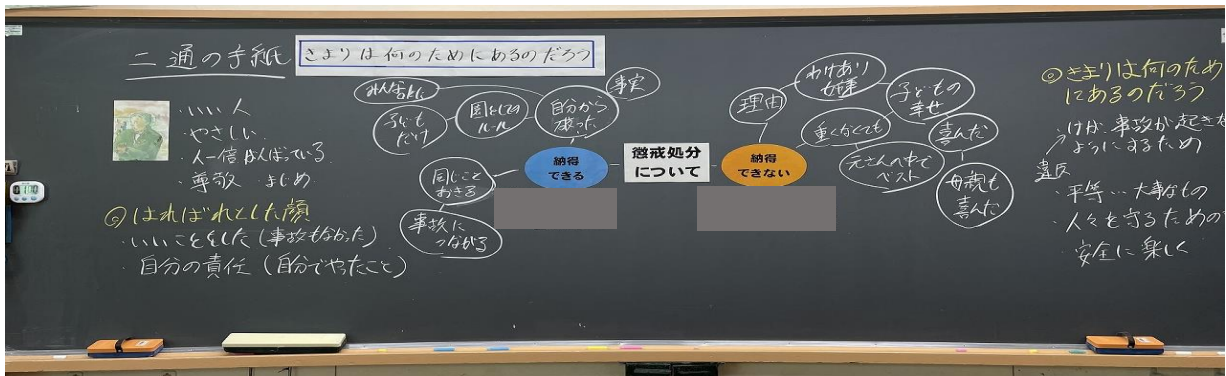 二通の手紙
きまりは何のためにあるのだろう
・いい人
・やさしい
・人一倍がんばっている
・尊敬 まじめ
◎はればれとした顔
・いいことをした(事故もなかった)
・自分の責任(自分でやったこと)
みんな
子ども
だけ
園としての
ルール
自分から
破った
事実
同じこと
おきる
事故に
つながる
納得
できる
懲戒処分
について
納得
できない
理由
わけあり
姉弟
子どもの
幸せ
重くなくても
喜んだ
元さんの中で
ベスト
母親も
喜んだ
◎きまりは何のため
にあるのだろう
けが、事故が起きな
ようにするため
違反
・平等…大事なもの
・人々を守るための
・安全に楽しく